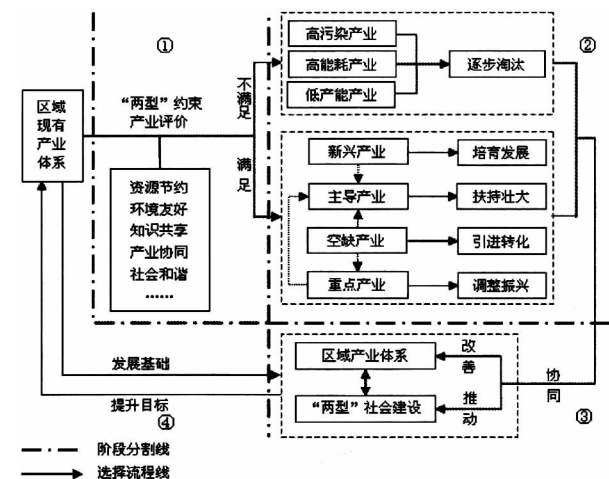 ①
②
高污染产业
高能耗产业
低产能产业
逐步淘汰
不满足
“两型”约束
产业评价
区域
现有
产业
体系
满足
资源节约
环境友好
知识共享
产业协同
社会和谐
……
新兴产业
培育发展
主导产业
扶持壮大
空缺产业
引进转化
重点产业
调整振兴
发展基础
提升目标
④
区域产业体系
改善
“两型”社会建设
推动
协同
③
阶段分割线
选择流程线